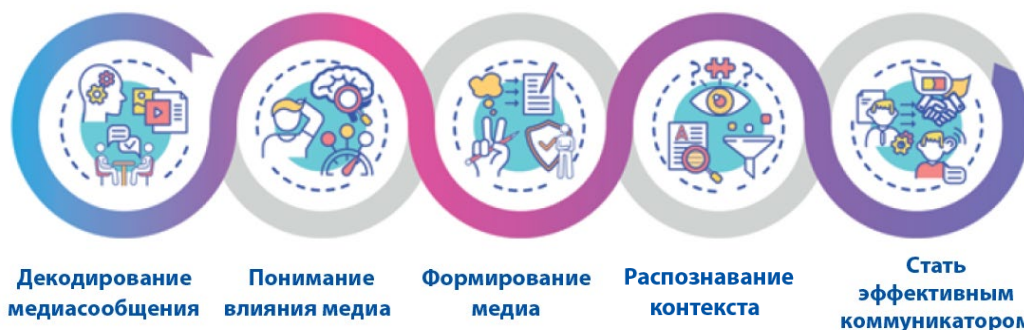 Декодирование
медиасообщения
Понимание
влияния медиа
Формирование
медиа
Распознавание
контекста
Стать
эффективным
коммуникатором